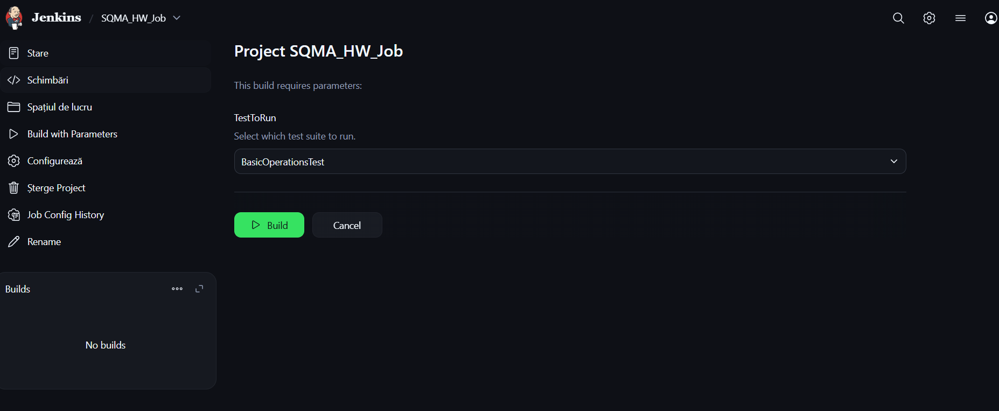 Jenkins / SQMA_HW_Job
Stare
Schimbări
Spațiul de lucru
Build with Parameters
Configurează
Șterge Project
Job Config History
Rename
Builds
No builds
Project SQMA_HW_Job
This build requires parameters:
TestToRun
Select which test suite to run.
BasicOperationsTest
Build
Cancel